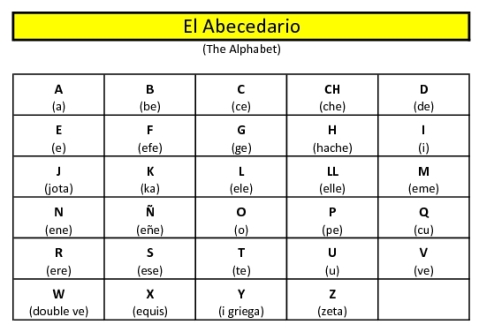 El Abecedario
(The Alphabet)
A B C CH D
(a) (be) (ce) (che) (de)
E F G H I
(e) (efe) (ge) (hache) (i)
J K L LL M
(jota) (ka) (ele) (elle) (eme)
N Ñ O P Q
(ene) (eñe) (o) (pe) (cu)
R S T U V
(ere) (ese) (te) (u) (ve)
W X Y Z
(double ve) (equis) (i griega) (zeta)